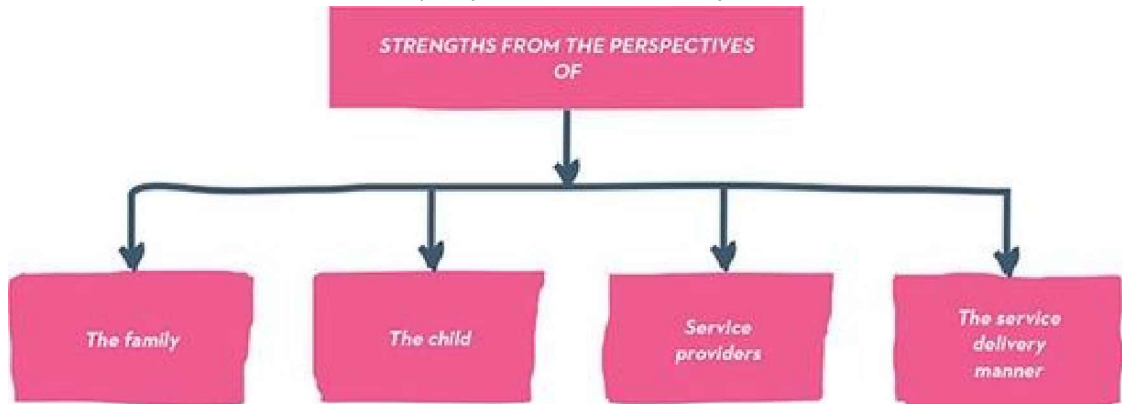 STRENGTHS FROM THE PERSPECTIVES
OF
The family
The child
Service
providers
The service
delivery
manner